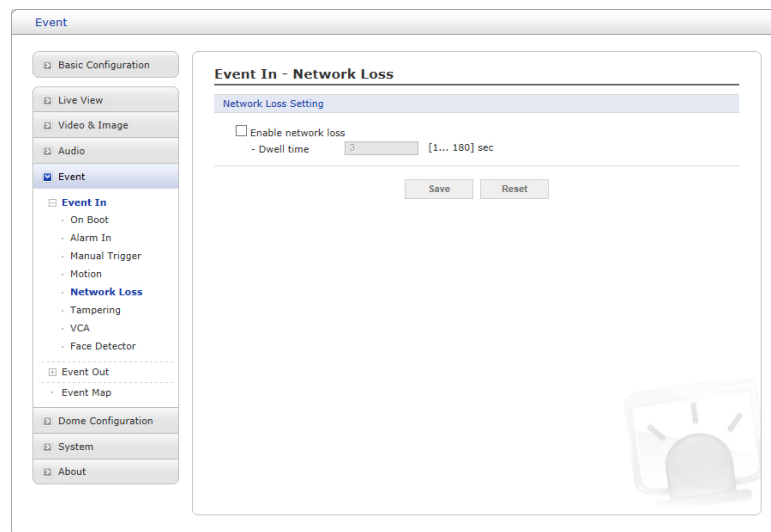 Event
Basic Configuration
Live View
Video & Image
Audio
Event
Event In
On Boot
Alarm In
Manual Trigger
Motion
Network Loss
Tampering
VCA
Face Detector
Event Out
Event Map
Dome Configuration
System
About
Event In - Network Loss
Network Loss Setting
Enable network loss
- Dwell time 3 [1... 180] sec
Save Reset